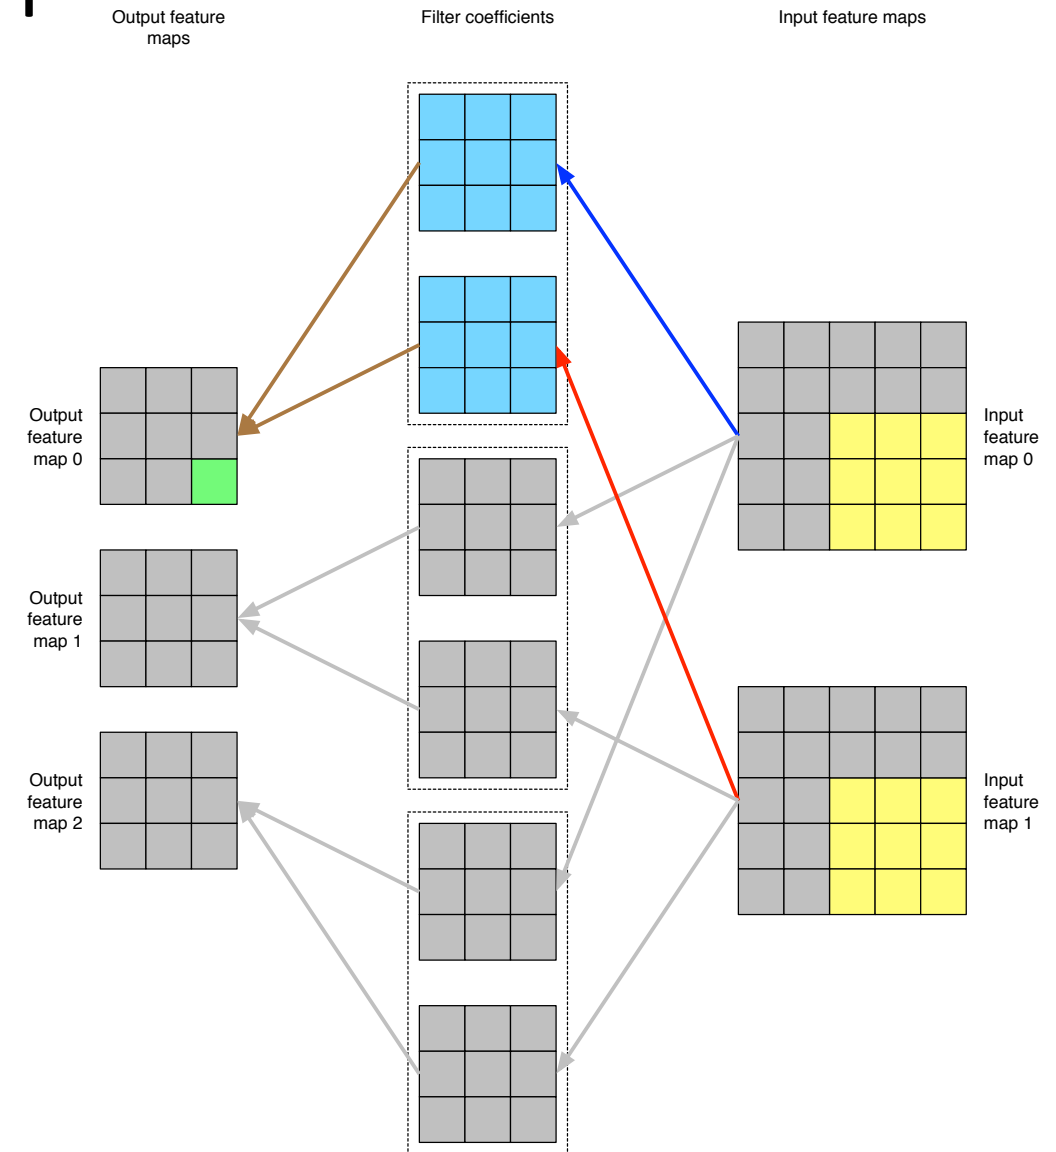 Output feature
maps
Filter coefficients
Input feature maps
Output
feature
map 0
Input
feature
map 0
Output
feature
map 1
Output
feature
map 2
Input
feature
map 1